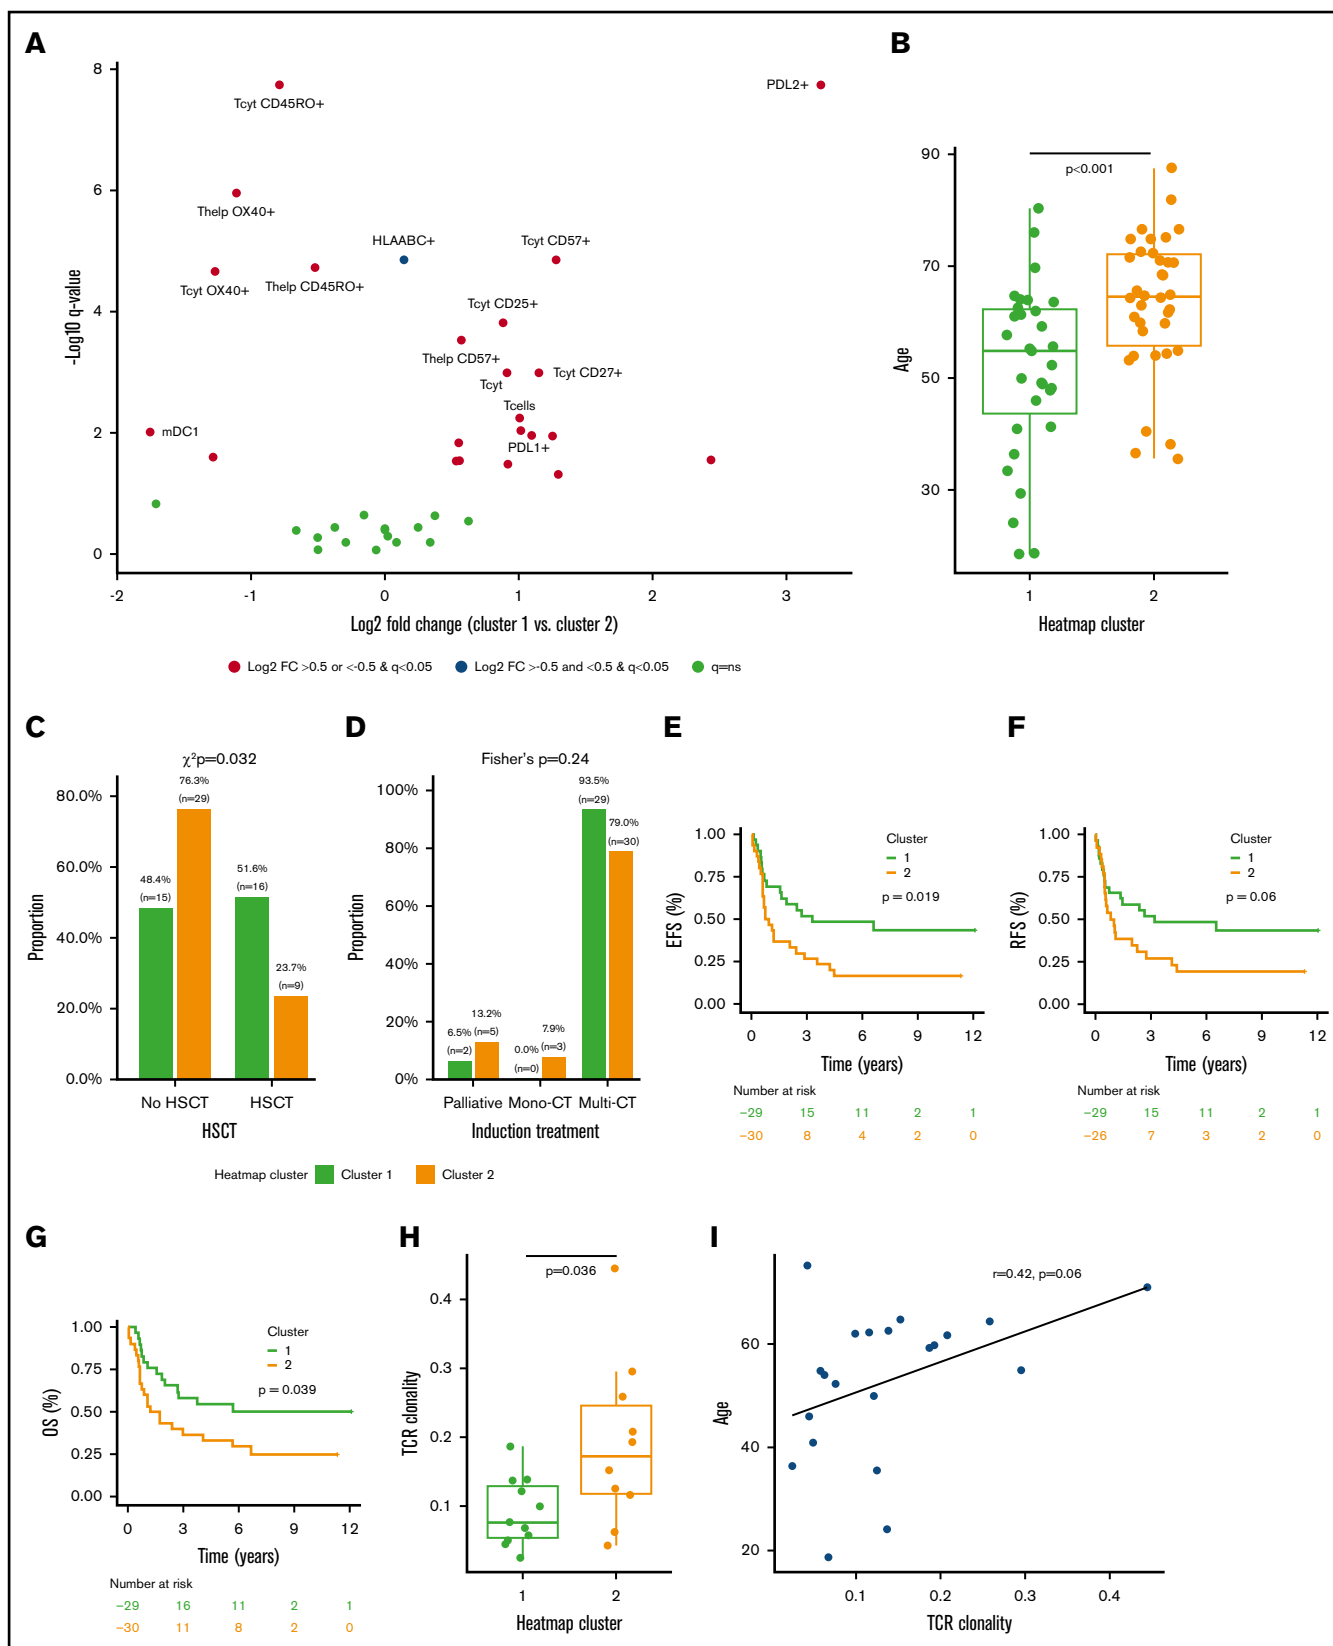 A
8
6
4
2
0
-Log10 q-value
Tcyt CD45RO+
PDL2+
Thelp OX40+
HLAABC+
Tcyt CD57+
Tcyt OX40+
Thelp CD45RO+
Tcyt CD25+
Thelp CD57+
Tcyt
Tcyt CD27+
Tcells
PDL1+
mDC1
-2 -1 0 1 2 3
Log2 fold change (cluster 1 vs. cluster 2)
Log2 FC >0.5 or <-0.5 & q<0.05
Log2 FC >-0.5 and <0.5 & q<0.05
q=ns
B
90
70
50
30
Age
p<0.001
1 2
Heatmap cluster
C
χ²p=0.032
80.0%
60.0%
40.0%
20.0%
0.0%
Proportion
48.4%
(n=15)
76.3%
(n=29)
51.6%
(n=16)
23.7%
(n=9)
No HSCT HSCT
HSCT
D
Fisher's p=0.24
100%
80%
60%
40%
20%
0%
Proportion
6.5%
(n=2)
13.2%
(n=5)
0.0%
(n=0)
7.9%
(n=3)
93.5%
(n=29)
79.0%
(n=30)
Palliative Mono-CT Multi-CT
Induction treatment
Heatmap cluster Cluster 1 Cluster 2
E
1.00
0.75
0.50
0.25
0.00
EFS (%)
Cluster
1
2
p = 0.019
0 3 6 9 12
Time (years)
Number at risk
–29 15 11 2 1
–30 8 4 2 0
F
1.00
0.75
0.50
0.25
0.00
RFS (%)
Cluster
1
2
p = 0.06
0 3 6 9 12
Time (years)
Number at risk
–29 15 11 2 1
–26 7 3 2 0
G
1.00
0.75
0.50
0.25
0.00
OS (%)
Cluster
1
2
p = 0.039
0 3 6 9 12
Time (years)
Number at risk
–29 16 11 2 1
–30 11 8 2 0
H
0.4
0.3
0.2
0.1
TCR clonality
p=0.036
1 2
Heatmap cluster
I
60
40
20
Age
r=0.42, p=0.06
0.1 0.2 0.3 0.4
TCR clonality